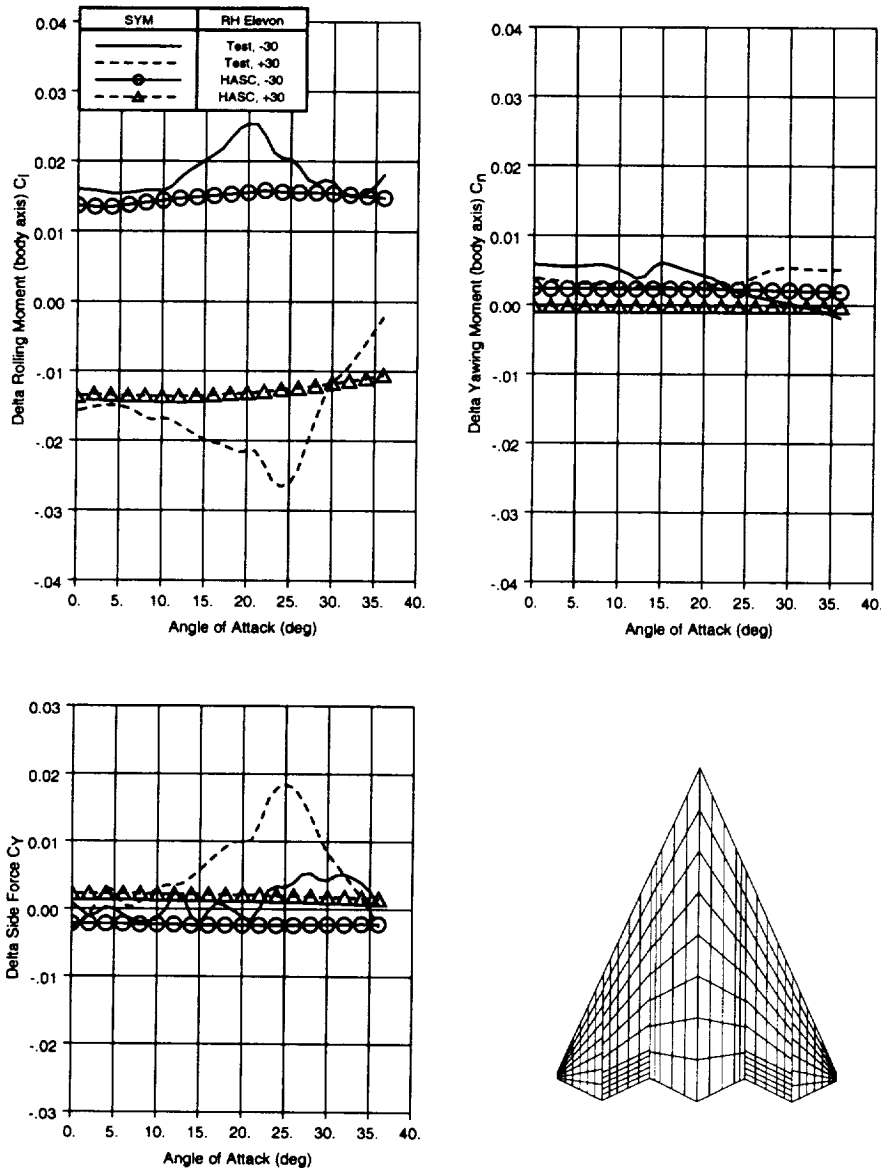 SYM RH Elevon
Test, -30
Test, +30
HASC, -30
HASC, +30
0.04
0.03
0.02
0.01
0.00
-.01
-.02
-.03
-.04
Delta Rolling Moment (body axis) Cl
0. 5. 10. 15. 20. 25. 30. 35. 40.
Angle of Attack (deg)
0.04
0.03
0.02
0.01
0.00
-.01
-.02
-.03
-.04
Delta Yawing Moment (body axis) Cn
0. 5. 10. 15. 20. 25. 30. 35. 40.
Angle of Attack (deg)
0.03
0.02
0.01
0.00
-.01
-.02
-.03
Delta Side Force CY
0. 5. 10. 15. 20. 25. 30. 35. 40.
Angle of Attack (deg)